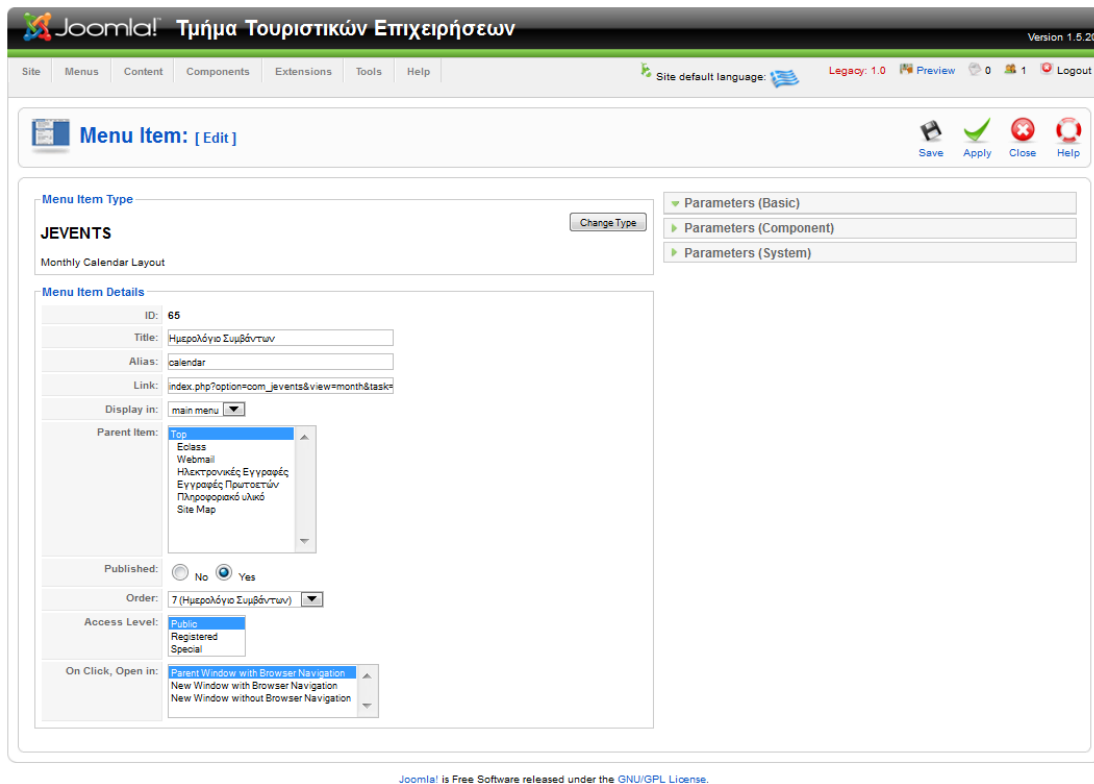 Joomla! Τμήμα Τουριστικών Επιχειρήσεων
Version 1.5.20
Site Menus Content Components Extensions Tools Help Site default language: Legacy: 1.0 Preview 0 1 Logout
Menu Item: [ Edit ]
Save Apply Close Help
Menu Item Type
Change Type
JEVENTS
Monthly Calendar Layout
Parameters (Basic)
Parameters (Component)
Parameters (System)
Menu Item Details
ID: 65
Title: Ημερολόγιο Συμβάντων
Alias: calendar
Link: index.php?option=com_jevents&view=month&task=
Display in: main menu
Parent Item: Top
Eclass
Webmail
Ηλεκτρονικές Εγγραφές
Εγγραφές Πρωτοετών
Πληροφοριακό υλικό
Site Map
Published: No Yes
Order: 7 (Ημερολόγιο Συμβάντων)
Access Level: Public
Registered
Special
On Click, Open in: Parent Window with Browser Navigation
New Window with Browser Navigation
New Window without Browser Navigation
Joomla! is Free Software released under the GNU/GPL License.